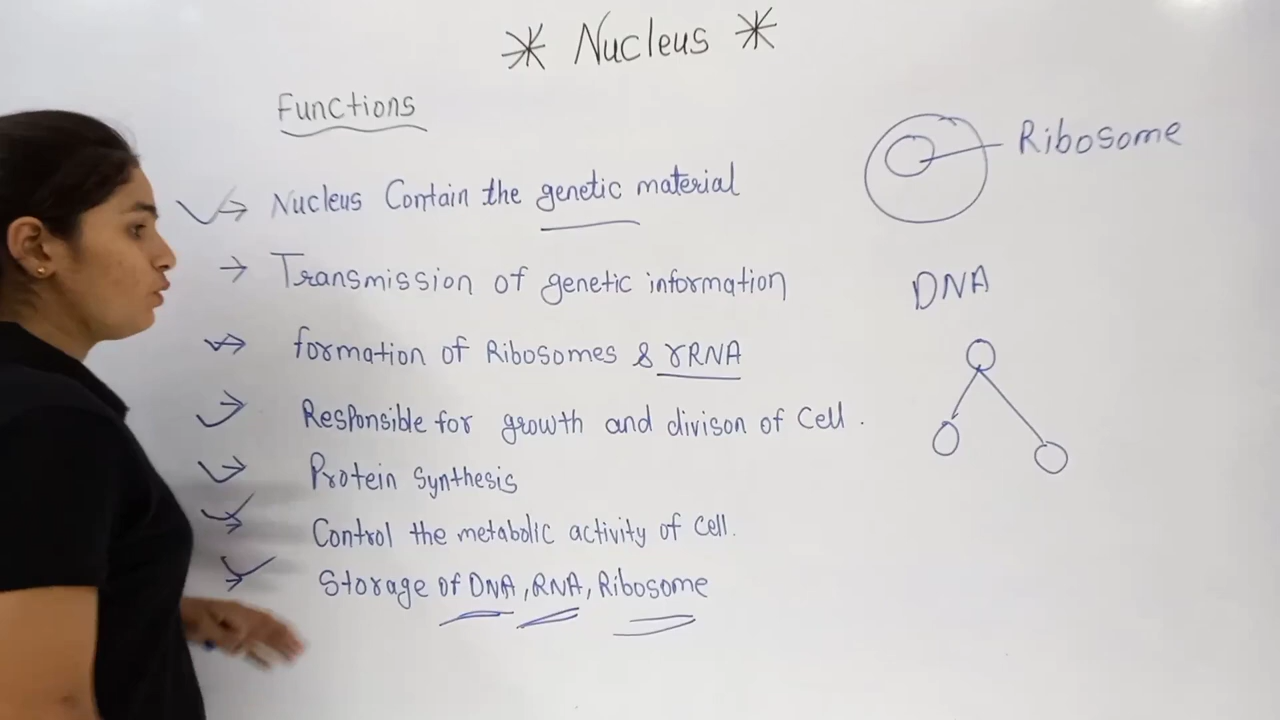 * Nucleus *
Functions
→ Nucleus Contain the genetic material
→ Transmission of genetic information
→ formation of Ribosomes & rRNA
→ Responsible for growth and divison of Cell.
→ Protein Synthesis
→ Control the metabolic activity of Cell.
→ Storage of DNA, RNA, Ribosome
Ribosome
DNA